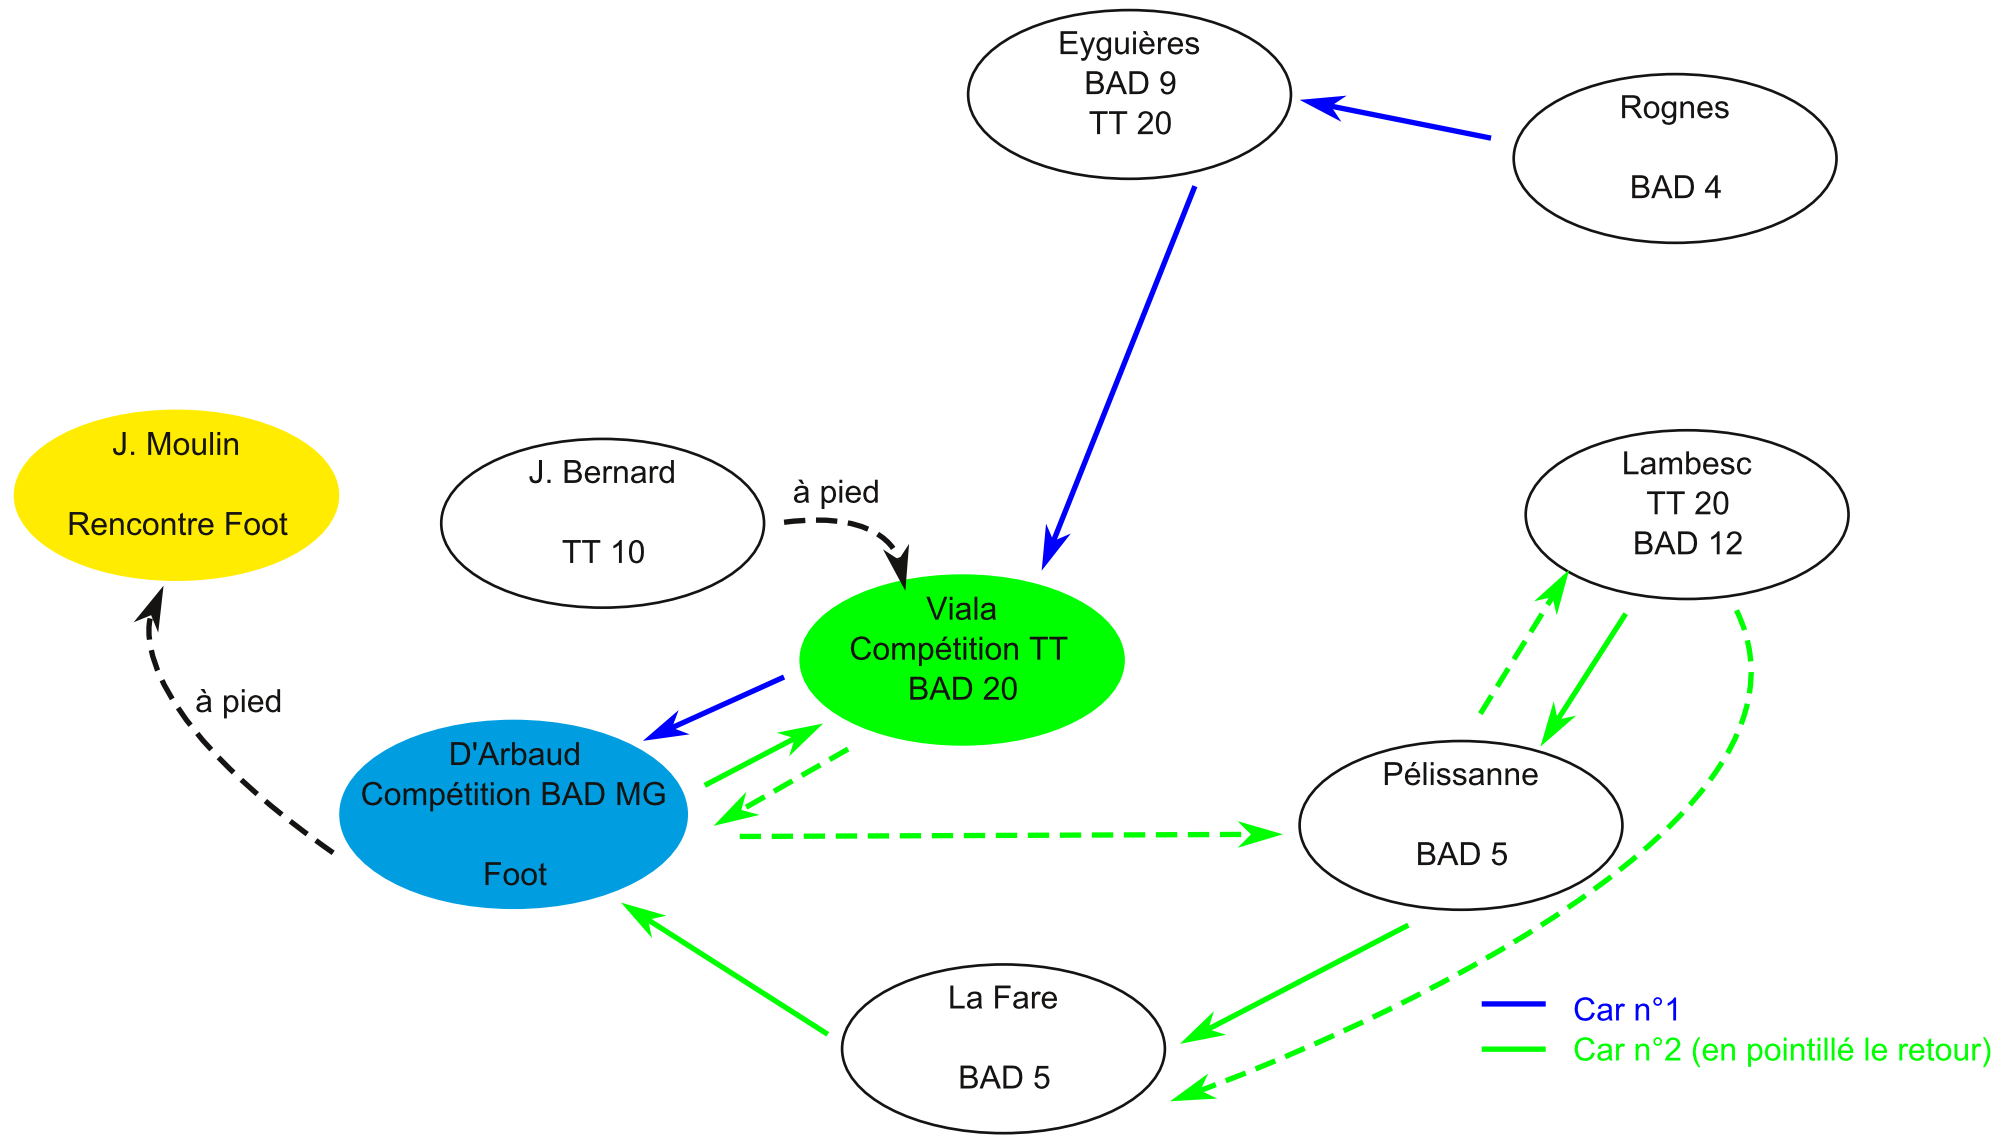 Eyguières
BAD 9
TT 20
Rognes
BAD 4
J. Moulin
Rencontre Foot
J. Bernard
TT 10
à pied
Lambesc
TT 20
BAD 12
Viala
Compétition TT
BAD 20
à pied
D'Arbaud
Compétition BAD MG
Foot
Pélissanne
BAD 5
La Fare
BAD 5
Car n°1
Car n°2 (en pointillé le retour)